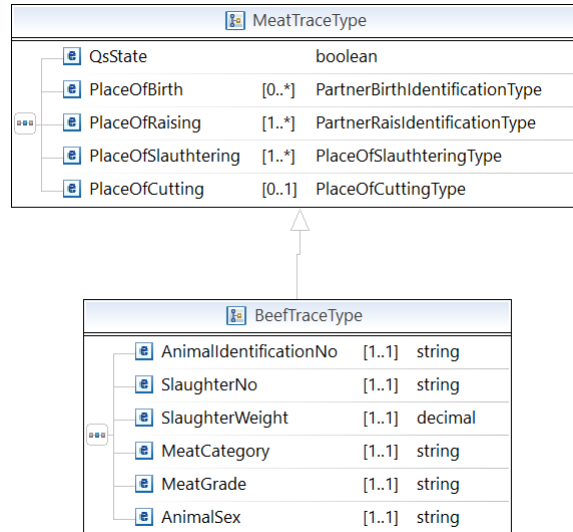 MeatTraceType
QsState boolean
PlaceOfBirth [0..*] PartnerBirthIdentificationType
PlaceOfRaising [1..*] PartnerRaisIdentificationType
PlaceOfSlauthtering [1..*] PlaceOfSlauthteringType
PlaceOfCutting [0..1] PlaceOfCuttingType
BeefTraceType
AnimalIdentificationNo [1..1] string
SlaughterNo [1..1] string
SlaughterWeight [1..1] decimal
MeatCategory [1..1] string
MeatGrade [1..1] string
AnimalSex [1..1] string